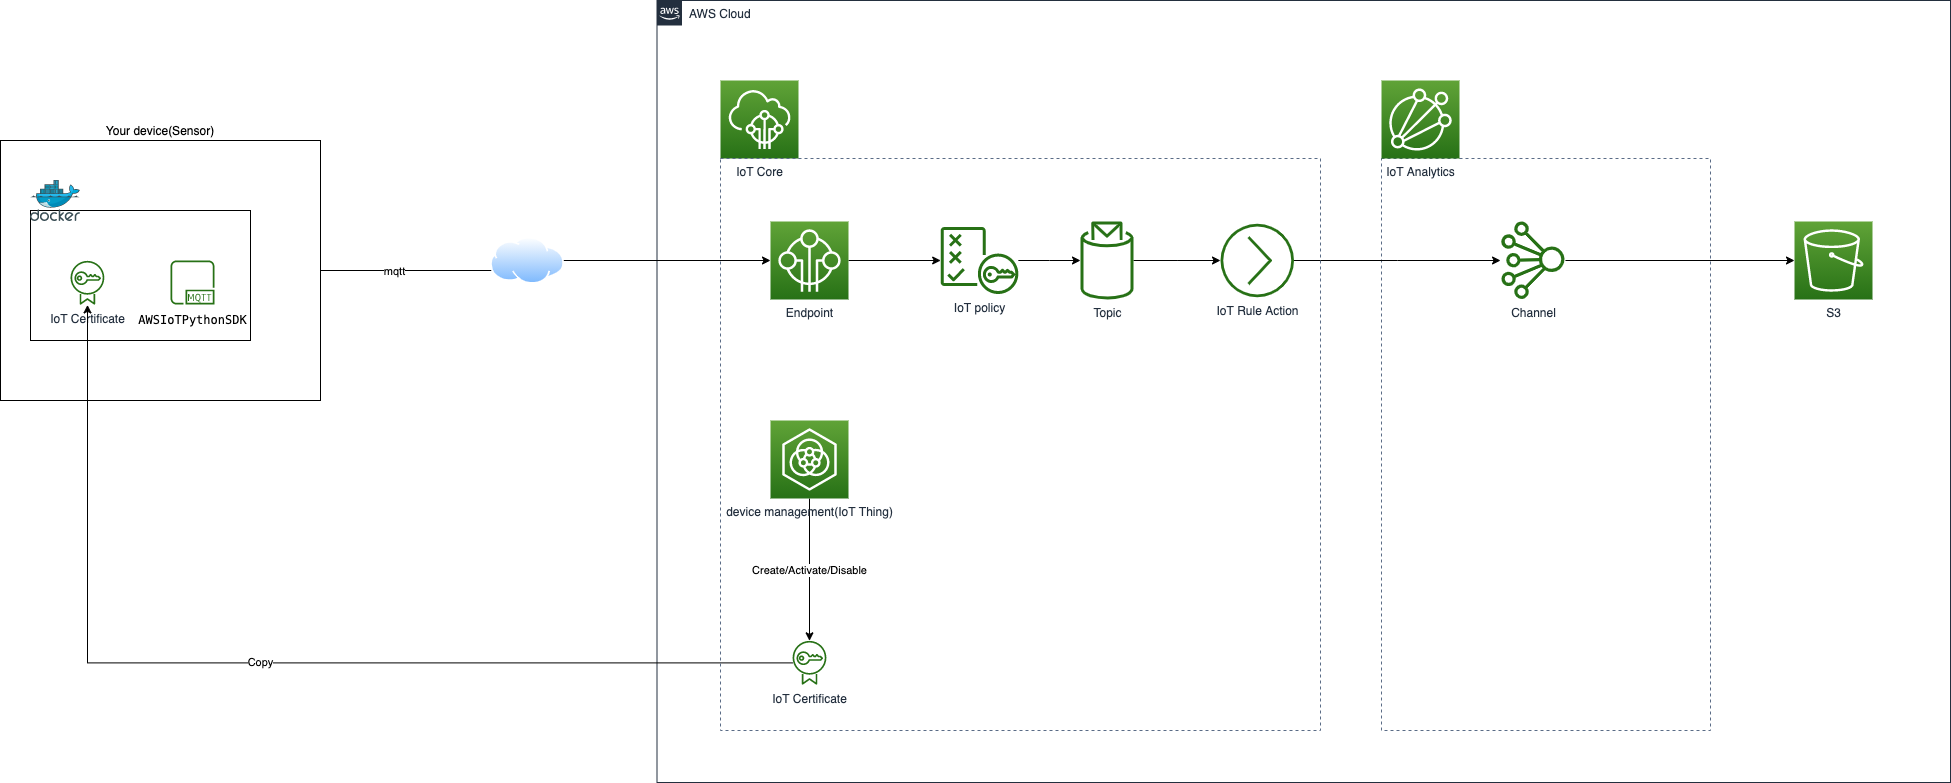 aws
AWS Cloud
Your device(Sensor)
docker
IoT Core
IoT Analytics
mqtt
MQTT
IoT Certificate
AWSIoTPythonSDK
Endpoint
IoT policy
Topic
IoT Rule Action
Channel
S3
device management(IoT Thing)
Create/Activate/Disable
Copy
IoT Certificate